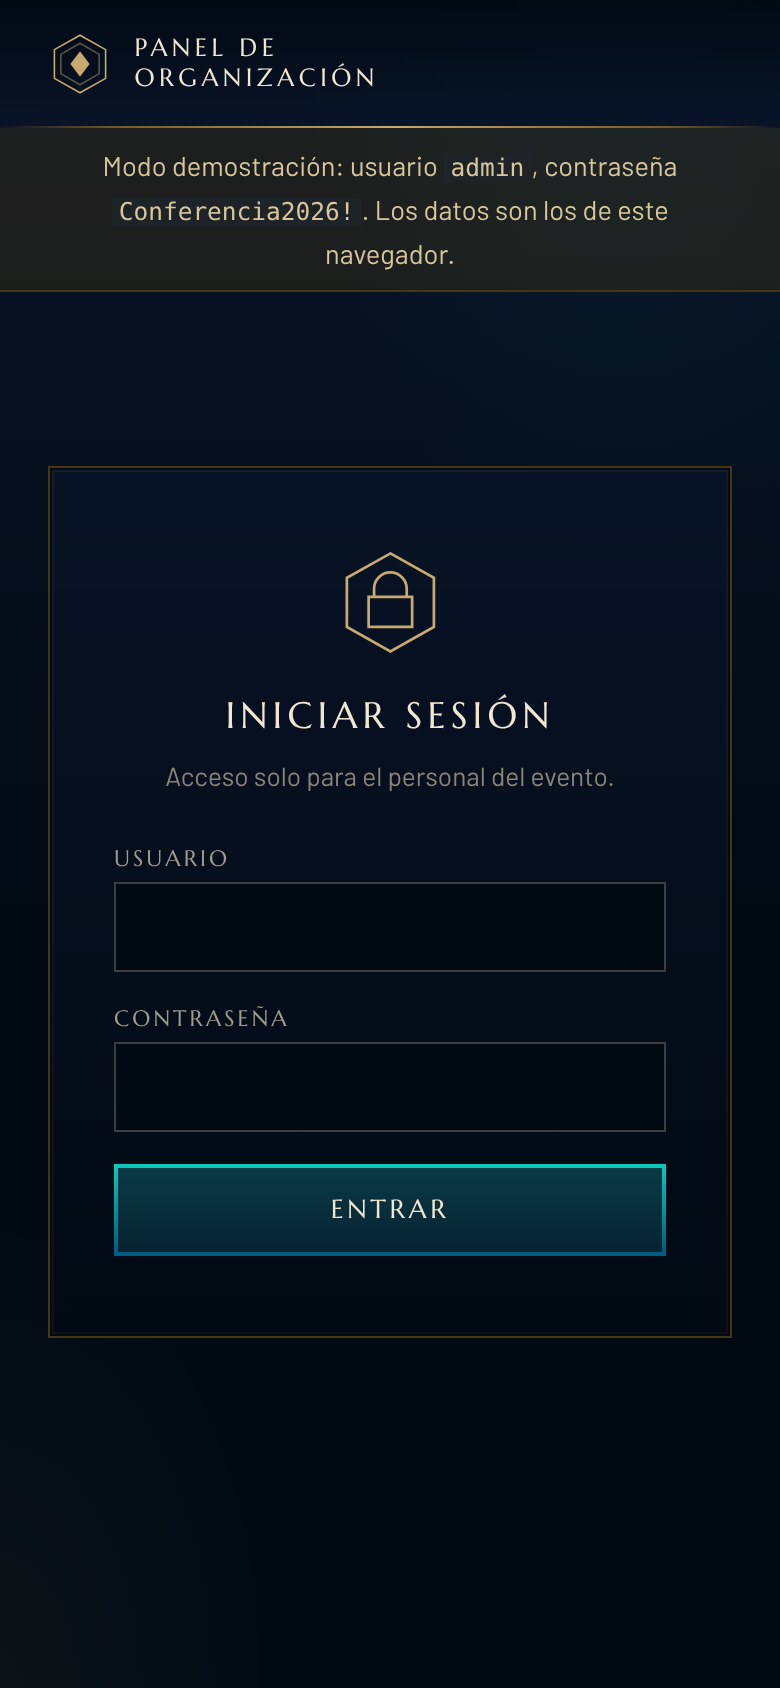 PANEL DE
ORGANIZACIÓN
Modo demostración: usuario admin , contraseña
Conferencia2026! . Los datos son los de este
navegador.
INICIAR SESIÓN
Acceso solo para el personal del evento.
USUARIO
CONTRASEÑA
ENTRAR